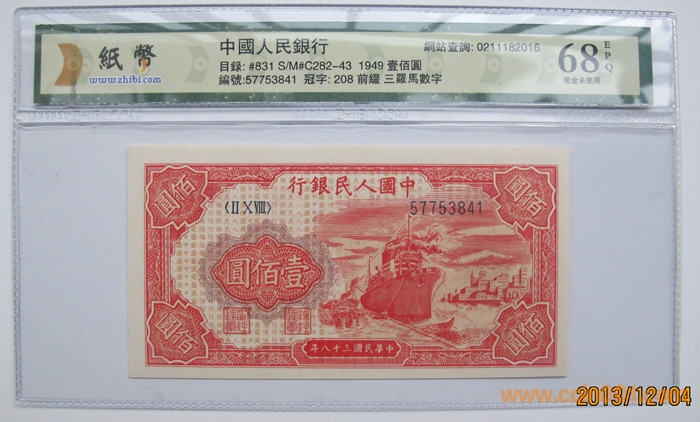 紙幣
www.zhibi.com
中國人民銀行
網站查詢: 0211182016
目録: #831 S/M#C282-43 1949 壹佰圓
編號:57753841 冠字: 208 前綴 三羅馬數字
68 EPQ
完全未使用
佰圓
行銀民人國中
佰圓
〈II X VIII〉
57753841
圓佰壹
佰圓
佰圓
年八十三國民華中
2013/12/04